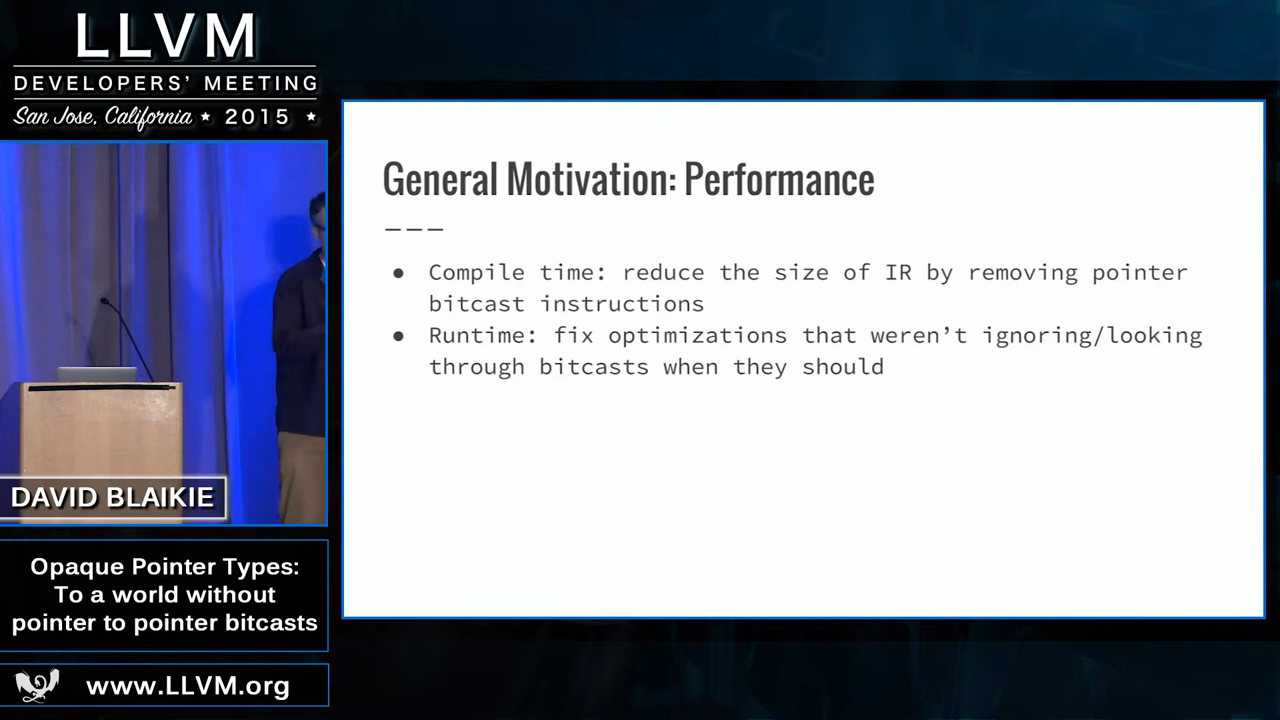 LLVM
DEVELOPERS’ MEETING
San Jose, California ★ 2015 ★
DAVID BLAIKIE
Opaque Pointer Types:
To a world without
pointer to pointer bitcasts
www.LLVM.org
General Motivation: Performance
● Compile time: reduce the size of IR by removing pointer
bitcast instructions
● Runtime: fix optimizations that weren’t ignoring/looking
through bitcasts when they should